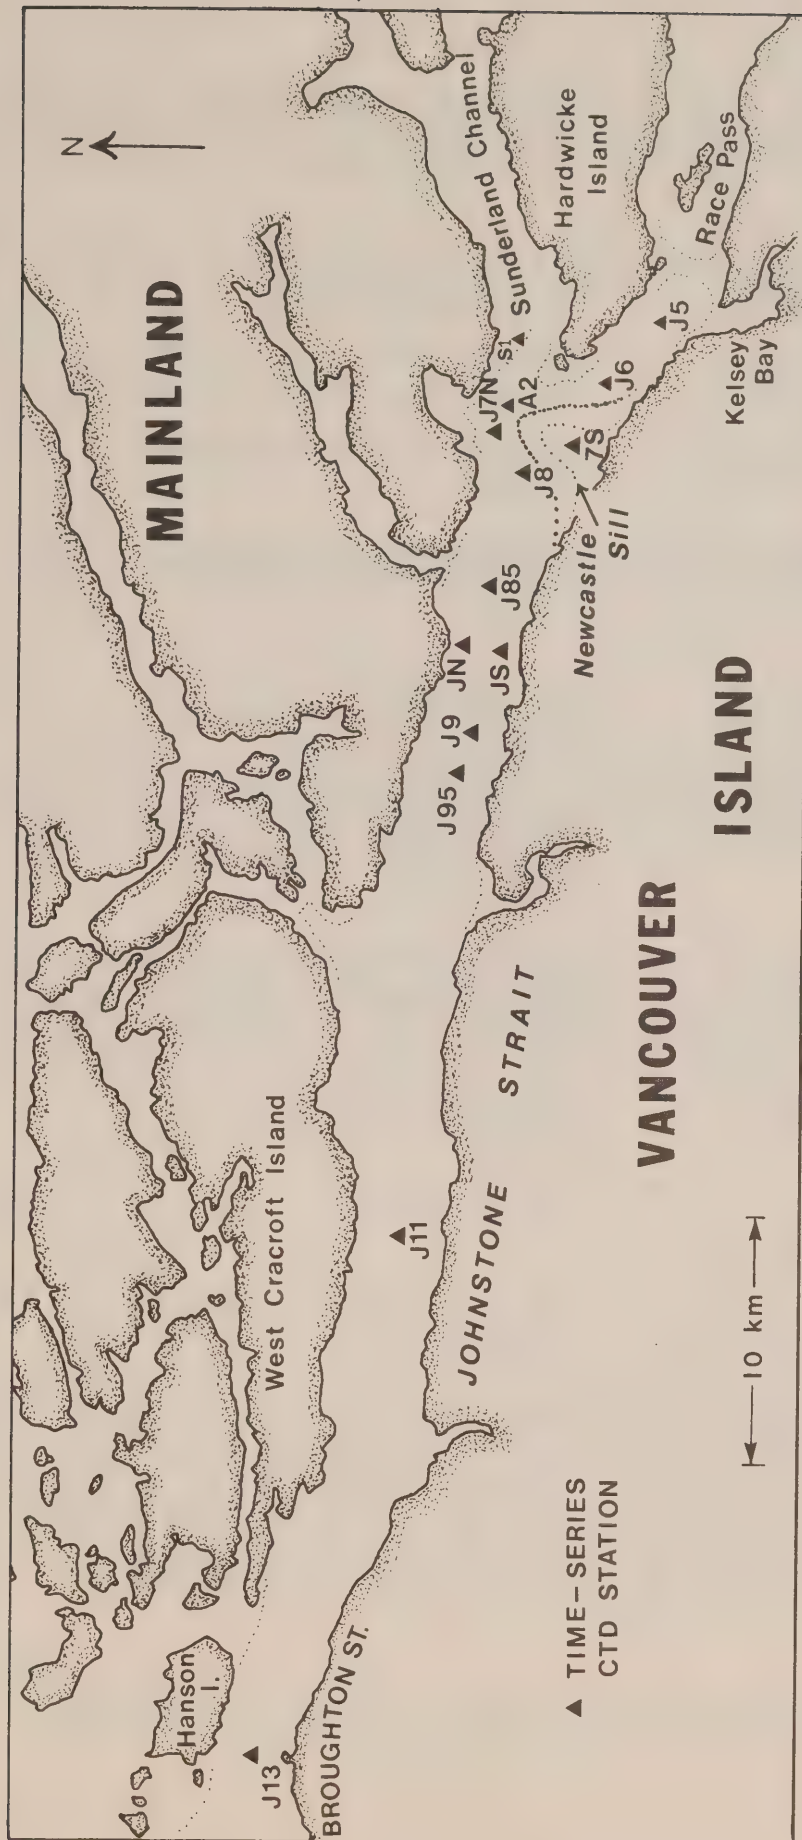 N
MAINLAND
Hanson
I.
West Cracroft Island
Sunderland Channel
Hardwicke
Island
Race Pass
J13
BROUGHTON ST.
J11
JOHNSTONE STRAIT
J95
J9
JN
JS
J85
J8
J7N
A2
S1
7S
J6
J5
Newcastle
Sill
Kelsey
Bay
VANCOUVER
ISLAND
▲ TIME–SERIES
CTD STATION
10 km